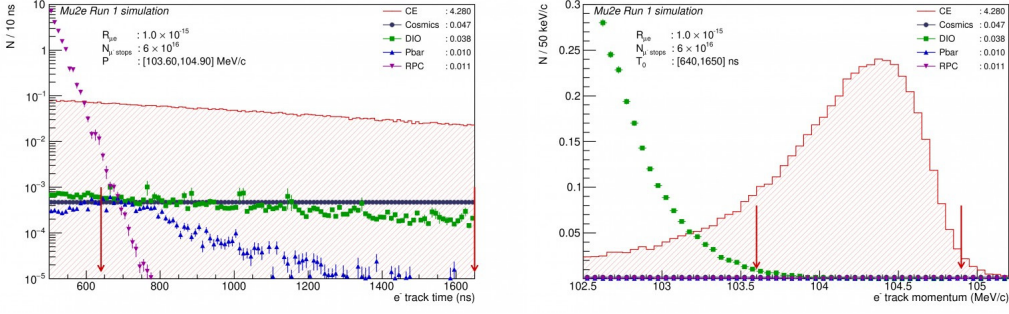 Mu2e Run 1 simulation
R μe : 1.0 × 10^-15
N μ- stops : 6 × 10^16
P : [103.60,104.90] MeV/c
CE : 4.280
Cosmics : 0.047
DIO : 0.038
Pbar : 0.010
RPC : 0.011
N / 10 ns
10
1
10^-1
10^-2
10^-3
10^-4
10^-5
600 800 1000 1200 1400 1600
e- track time (ns)
Mu2e Run 1 simulation
R μe : 1.0 × 10^-15
N μ- stops : 6 × 10^16
T0 : [640,1650] ns
CE : 4.280
Cosmics : 0.047
DIO : 0.038
Pbar : 0.010
RPC : 0.011
N / 50 keV/c
0.3
0.25
0.2
0.15
0.1
0.05
102.5 103 103.5 104 104.5 105
e- track momentum (MeV/c)